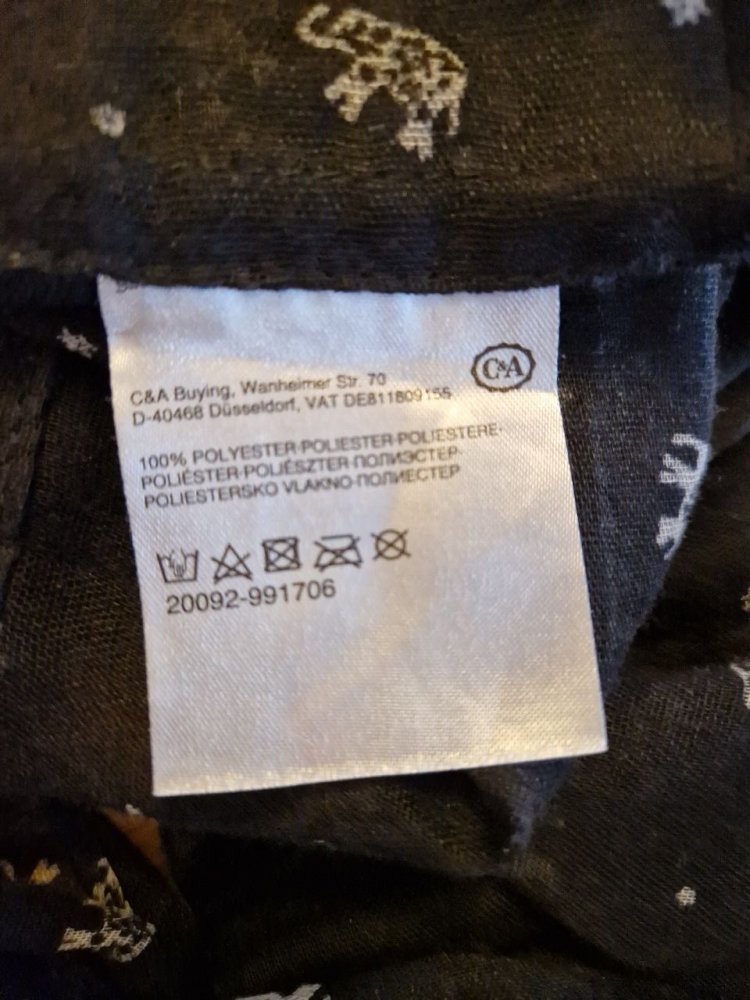 C&A
C&A Buying, Wanheimer Str. 70
D-40468 Düsseldorf, VAT DE811809155
100% POLYESTER·POLIESTER·POLIESTERE·
POLIÉSTER·POLIÉSZTER·ПОЛИЭСТЕР·
POLIESTERSKO VLAKNO·ПОЛИЕСТЕР
20092-991706